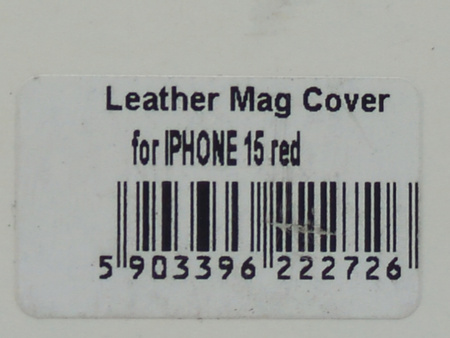 Leather Mag Cover
for IPHONE 15 red
5 903396 222726